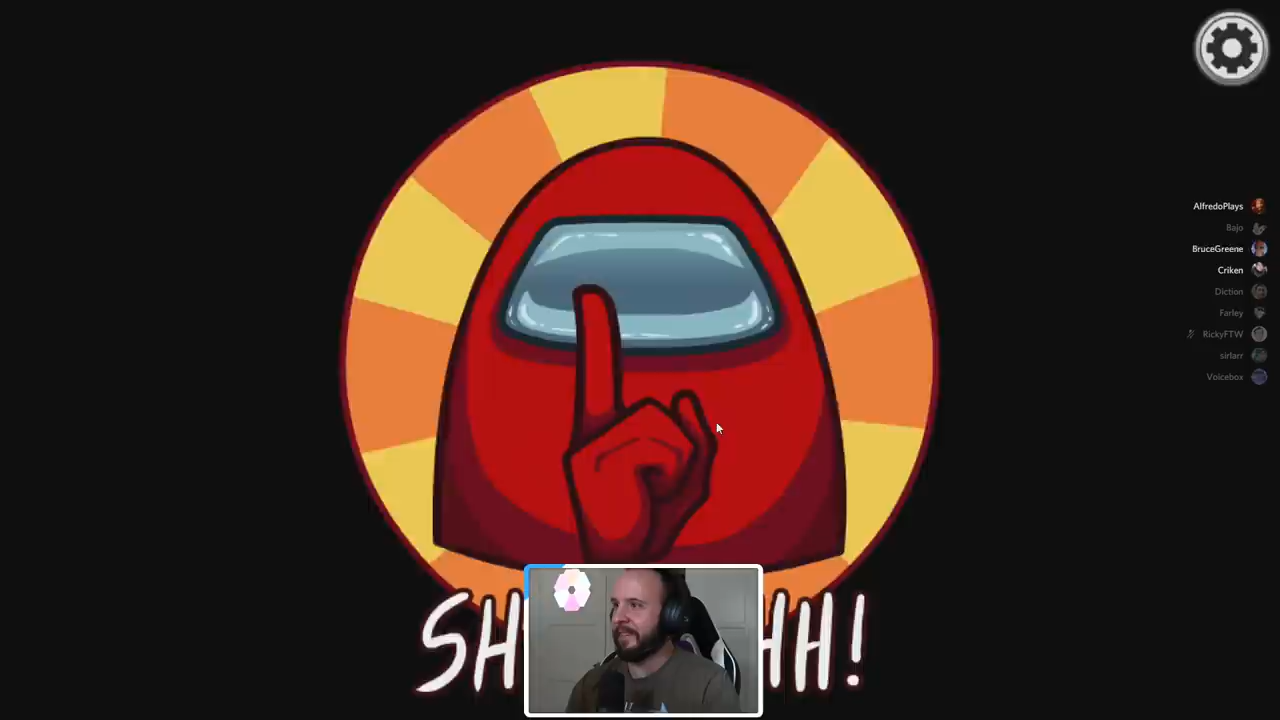 AlfredoPlays
Bajo
BruceGreene
Criken
Diction
Farley
RickyFTW
sirlarr
Voicebox
SH HH!